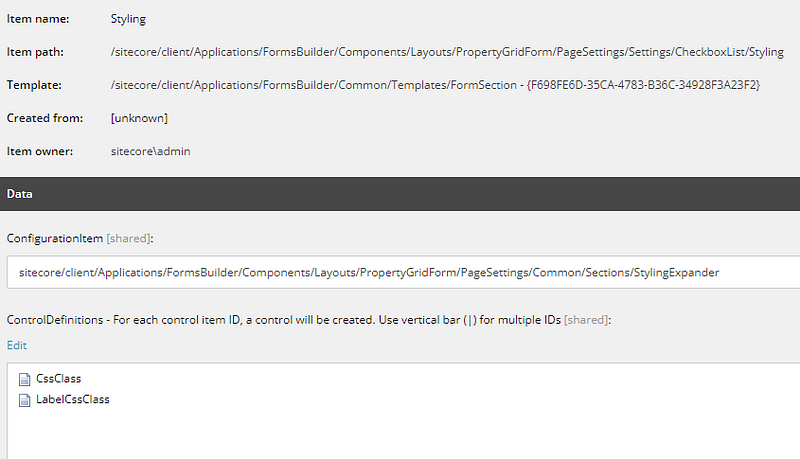 Item name: Styling
Item path: /sitecore/client/Applications/FormsBuilder/Components/Layouts/PropertyGridForm/PageSettings/Settings/CheckboxList/Styling
Template: /sitecore/client/Applications/FormsBuilder/Common/Templates/FormSection - {F698FE6D-35CA-4783-B36C-34928F3A23F2}
Created from: [unknown]
Item owner: sitecore\admin
Data
ConfigurationItem [shared]:
sitecore/client/Applications/FormsBuilder/Components/Layouts/PropertyGridForm/PageSettings/Common/Sections/StylingExpander
ControlDefinitions - For each control item ID, a control will be created. Use vertical bar (|) for multiple IDs [shared]:
Edit
CssClass
LabelCssClass